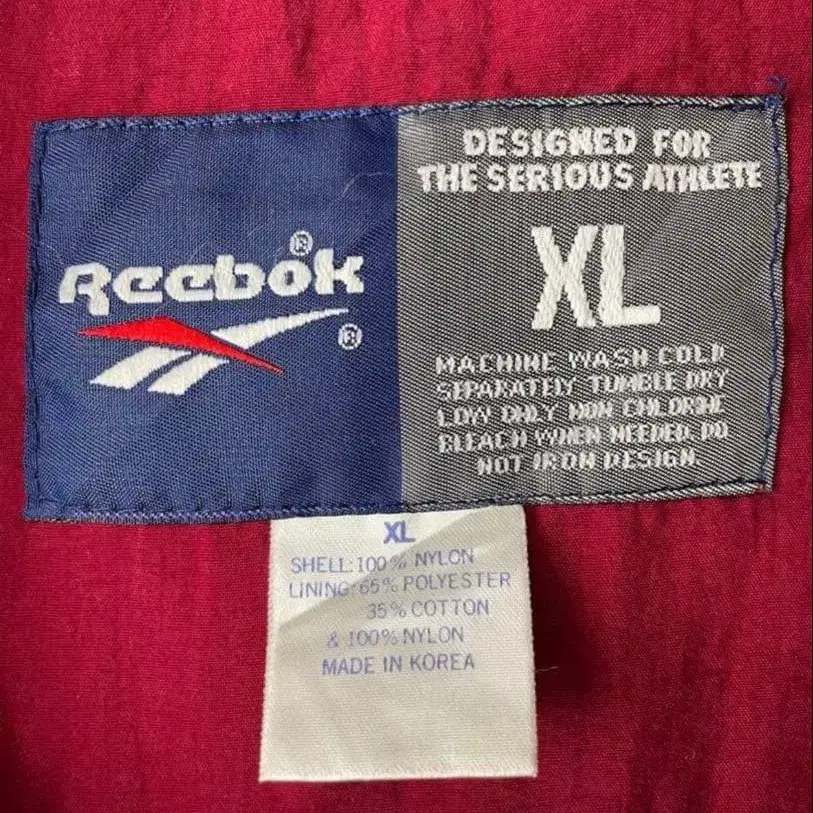 Reebok®
®
DESIGNED FOR
THE SERIOUS ATHLETE
XL
MACHINE WASH COLD
SEPARATELY TUMBLE DRY
LOW ONLY NON CHLORINE
BLEACH WHEN NEEDED. DO
NOT IRON DESIGN.
XL
SHELL: 100% NYLON
LINING: 65% POLYESTER
35% COTTON
& 100% NYLON
MADE IN KOREA